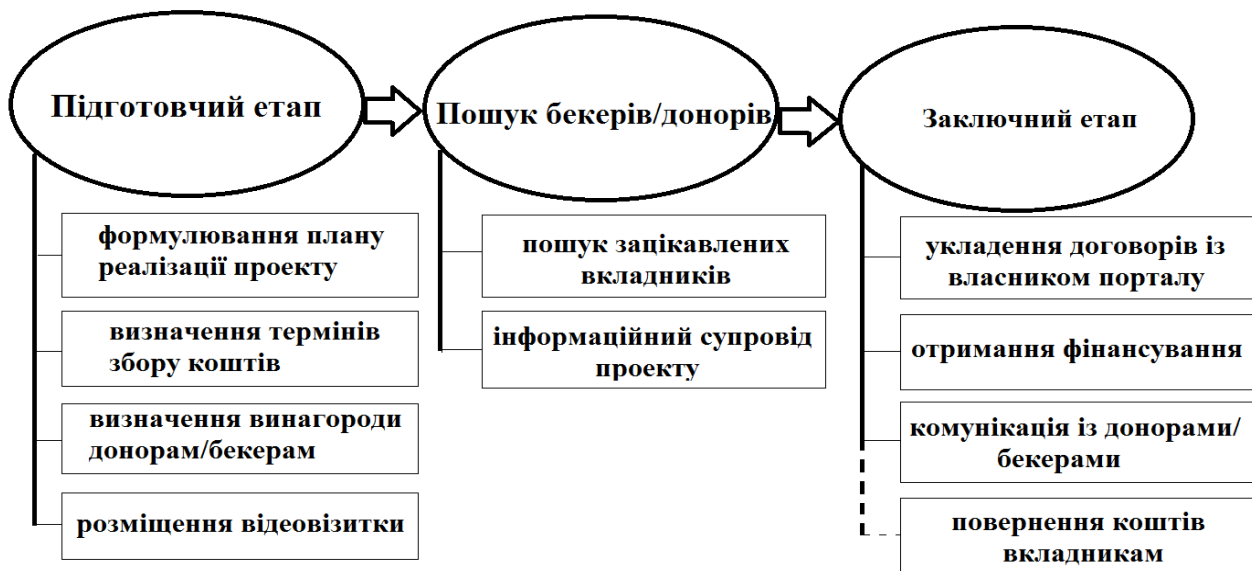 Підготовчий етап
формулювання плану
реалізації проекту
визначення термінів
збору коштів
визначення винагороди
донорам/бекерам
розміщення відеовізитки
Пошук бекерів/донорів
пошук зацікавлених
вкладників
інформаційний супровід
проекту
Заключний етап
укладення договорів із
власником порталу
отримання фінансування
комунікація із донорами/
бекерами
повернення коштів
вкладникам